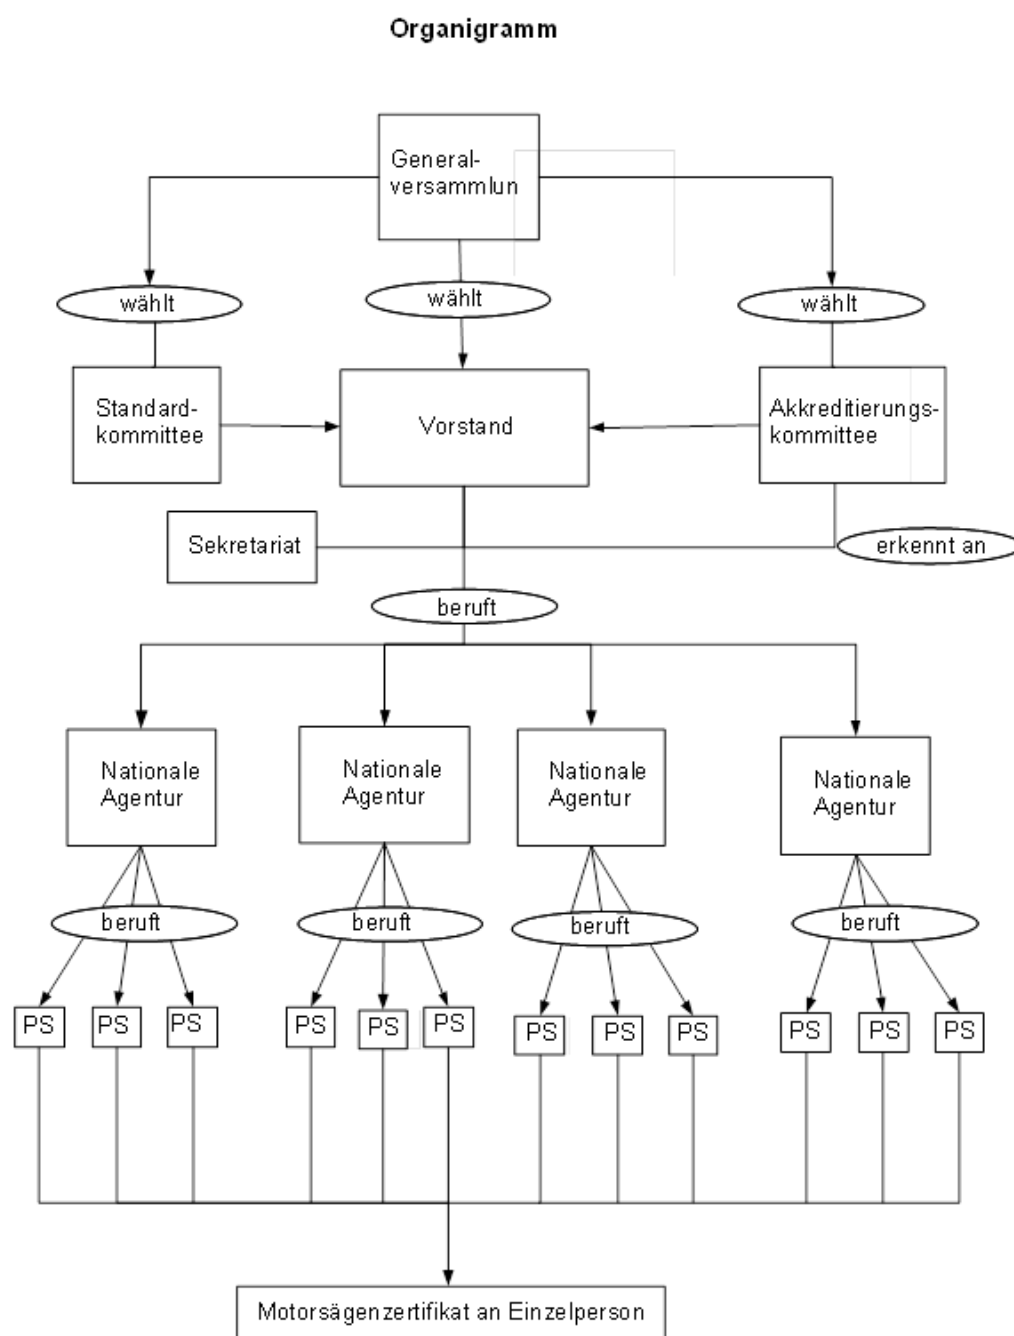 Organigramm
General-
versammlun
wählt
wählt
wählt
Standard-
kommittee
Vorstand
Akkreditierungs-
kommittee
Sekretariat
erkennt an
beruft
Nationale
Agentur
Nationale
Agentur
Nationale
Agentur
Nationale
Agentur
beruft
beruft
beruft
beruft
PS
PS
PS
PS
PS
PS
PS
PS
PS
PS
PS
PS
Motorsägenzertifikat an Einzelperson